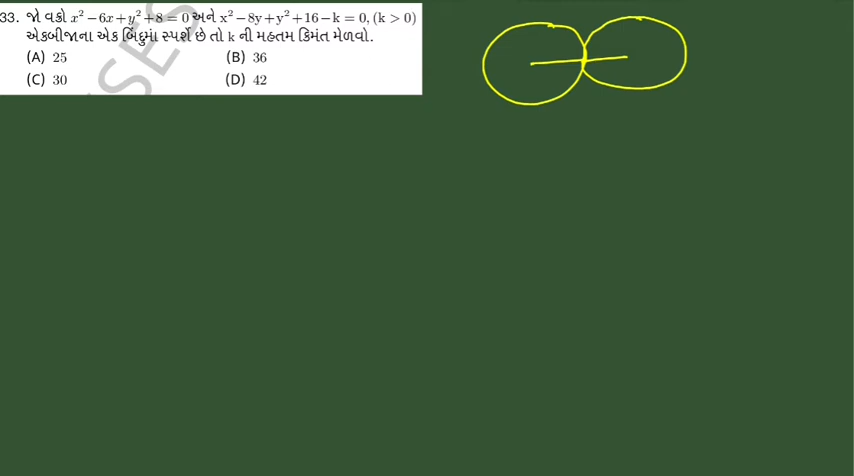 33. જો વક્રો x² − 6x + y² + 8 = 0 અને x² − 8y + y² + 16 − k = 0, (k > 0)
એકબીજાના એક બિંદુમાં સ્પર્શે છે તો k ની મહત્તમ કિંમત મેળવો.
(A) 25 (B) 36
(C) 30 (D) 42